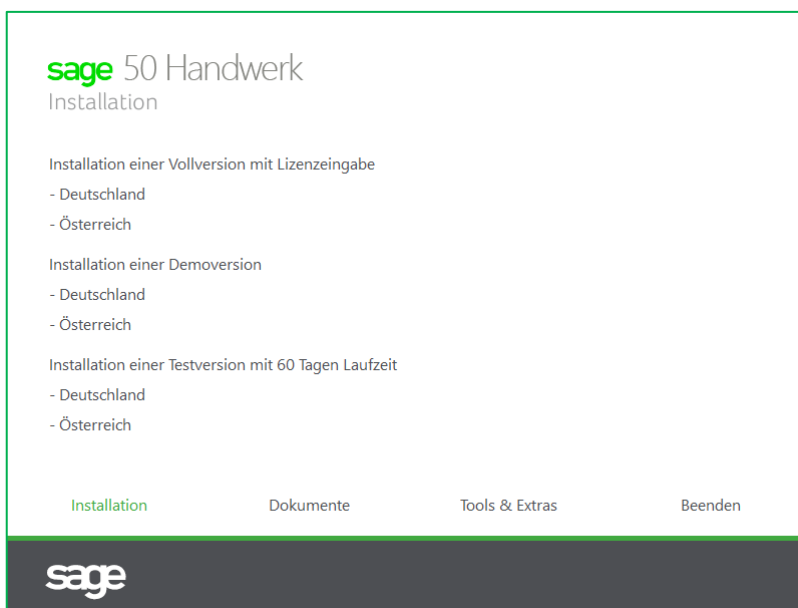 sage 50 Handwerk
Installation
Installation einer Vollversion mit Lizenzeingabe
- Deutschland
- Österreich
Installation einer Demoversion
- Deutschland
- Österreich
Installation einer Testversion mit 60 Tagen Laufzeit
- Deutschland
- Österreich
Installation Dokumente Tools & Extras Beenden
sage